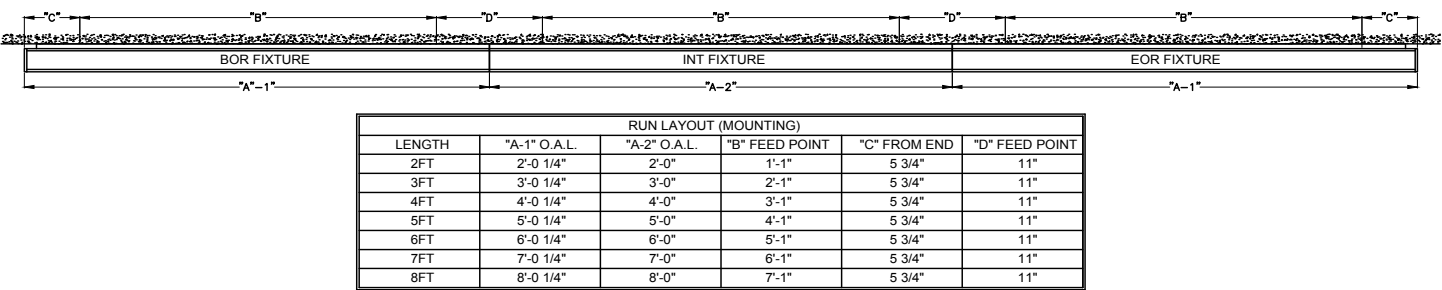 "C" "B" "D" "B" "D" "B" "C"
BOR FIXTURE INT FIXTURE EOR FIXTURE
"A"-1" "A-2" "A-1"
RUN LAYOUT (MOUNTING)
LENGTH "A-1" O.A.L. "A-2" O.A.L. "B" FEED POINT "C" FROM END "D" FEED POINT
2FT 2'-0 1/4" 2'-0" 1'-1" 5 3/4" 11"
3FT 3'-0 1/4" 3'-0" 2'-1" 5 3/4" 11"
4FT 4'-0 1/4" 4'-0" 3'-1" 5 3/4" 11"
5FT 5'-0 1/4" 5'-0" 4'-1" 5 3/4" 11"
6FT 6'-0 1/4" 6'-0" 5'-1" 5 3/4" 11"
7FT 7'-0 1/4" 7'-0" 6'-1" 5 3/4" 11"
8FT 8'-0 1/4" 8'-0" 7'-1" 5 3/4" 11"